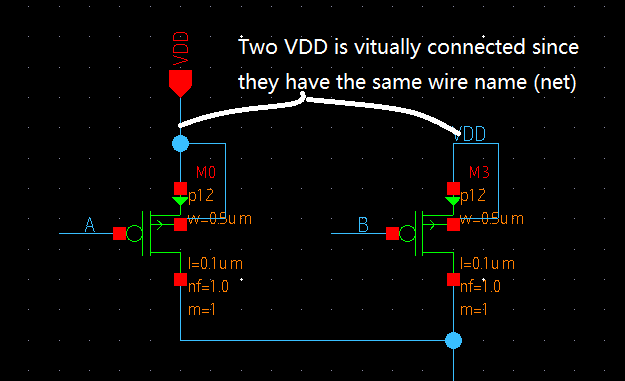 VDD
Two VDD is vitually connected since
they have the same wire name (net)
VDD
M0
M3
p12
p12
w=0.5um
w=0.5um
A
B
l=0.1um
l=0.1um
nf=1.0
nf=1.0
m=1
m=1